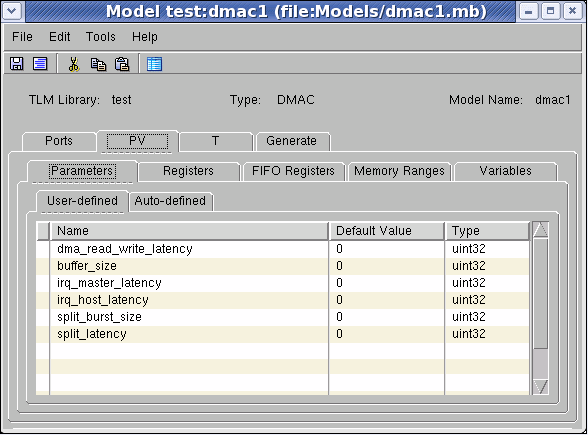 Model test:dmac1 (file:Models/dmac1.mb)
File Edit Tools Help
TLM Library: test Type: DMAC Model Name: dmac1
Ports PV T Generate
Parameters Registers FIFO Registers Memory Ranges Variables
User-defined Auto-defined
Name Default Value Type
dma_read_write_latency 0 uint32
buffer_size 0 uint32
irq_master_latency 0 uint32
irq_host_latency 0 uint32
split_burst_size 0 uint32
split_latency 0 uint32